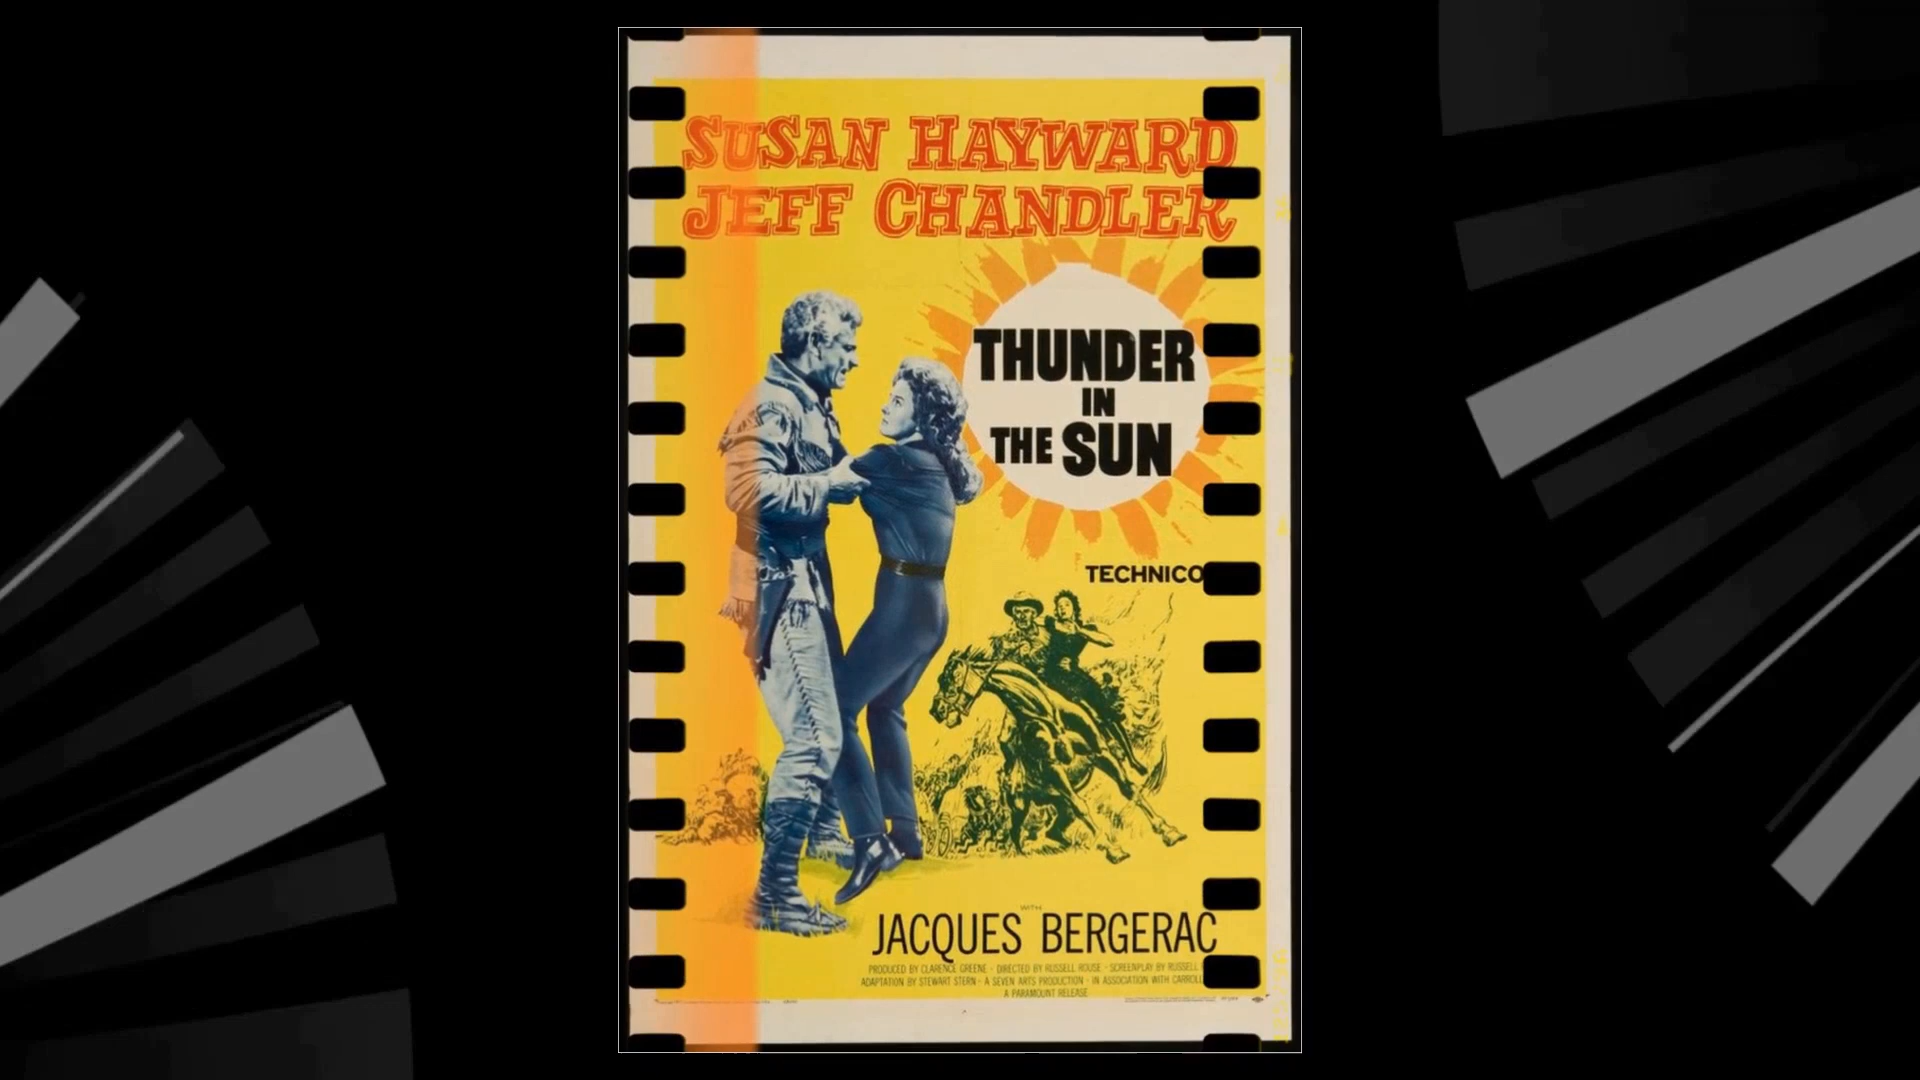 SUSAN HAYWARD
JEFF CHANDLER
THUNDER
IN
THE SUN
TECHNICO
WITH
JACQUES BERGERAC
PRODUCED BY CLARENCE GREENE · DIRECTED BY RUSSELL ROUSE · SCREENPLAY BY RUSSELL
ADAPTATION BY STEWART STERN · A SEVEN ARTS PRODUCTION · IN ASSOCIATION WITH CARROLL
A PARAMOUNT RELEASE